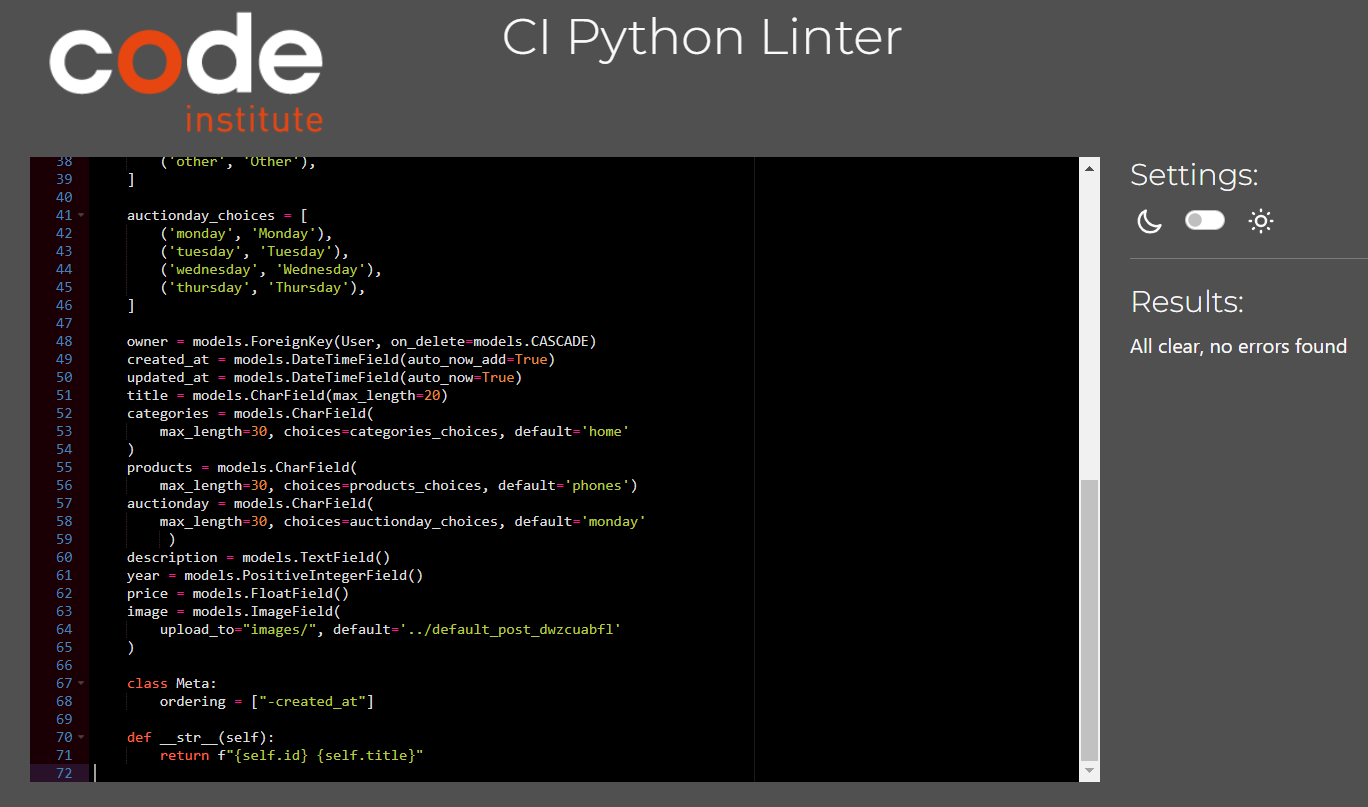 code
institute
CI Python Linter
38         ('other', 'Other'),
39     ]
40
41     auctionday_choices = [
42         ('monday', 'Monday'),
43         ('tuesday', 'Tuesday'),
44         ('wednesday', 'Wednesday'),
45         ('thursday', 'Thursday'),
46     ]
47
48     owner = models.ForeignKey(User, on_delete=models.CASCADE)
49     created_at = models.DateTimeField(auto_now_add=True)
50     updated_at = models.DateTimeField(auto_now=True)
51     title = models.CharField(max_length=20)
52     categories = models.CharField(
53         max_length=30, choices=categories_choices, default='home'
54     )
55     products = models.CharField(
56         max_length=30, choices=products_choices, default='phones')
57     auctionday = models.CharField(
58         max_length=30, choices=auctionday_choices, default='monday'
59          )
60     description = models.TextField()
61     year = models.PositiveIntegerField()
62     price = models.FloatField()
63     image = models.ImageField(
64         upload_to="images/", default='../default_post_dwzcuabfl'
65     )
66
67     class Meta:
68         ordering = ["-created_at"]
69
70     def __str__(self):
71         return f"{self.id} {self.title}"
72
Settings:
Results:
All clear, no errors found